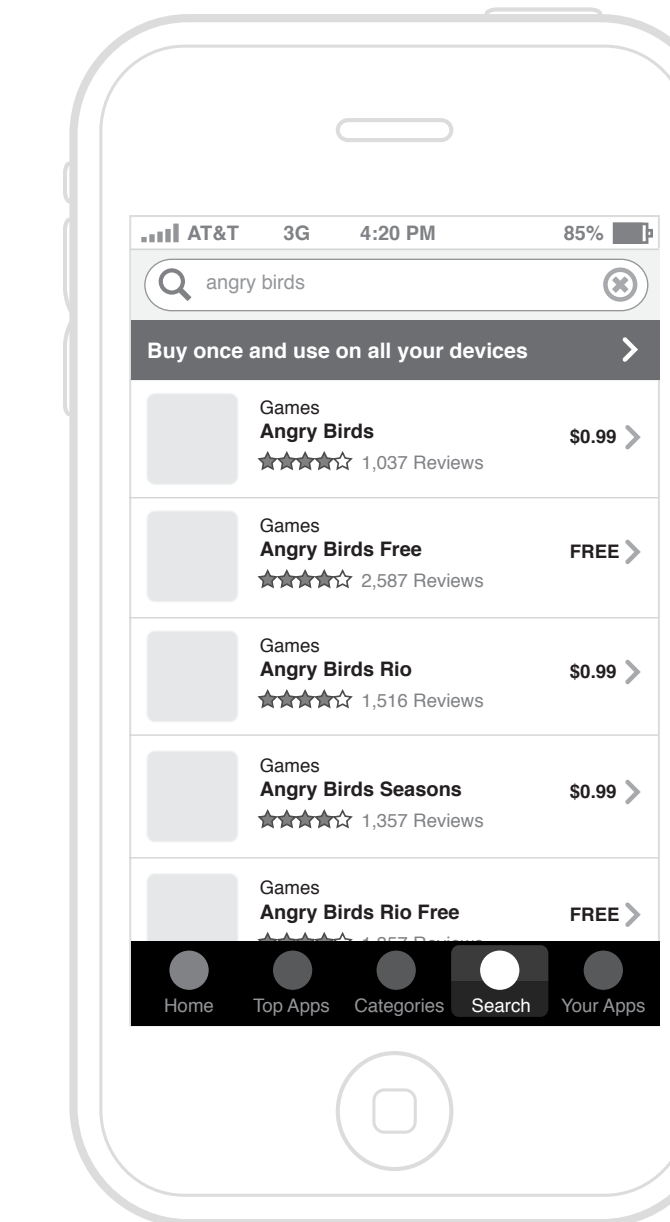 AT&T 3G 4:20 PM 85%
angry birds
Buy once and use on all your devices
Games
Angry Birds
$0.99
1,037 Reviews
Games
Angry Birds Free
FREE
2,587 Reviews
Games
Angry Birds Rio
$0.99
1,516 Reviews
Games
Angry Birds Seasons
$0.99
1,357 Reviews
Games
Angry Birds Rio Free
FREE
Home Top Apps Categories Search Your Apps